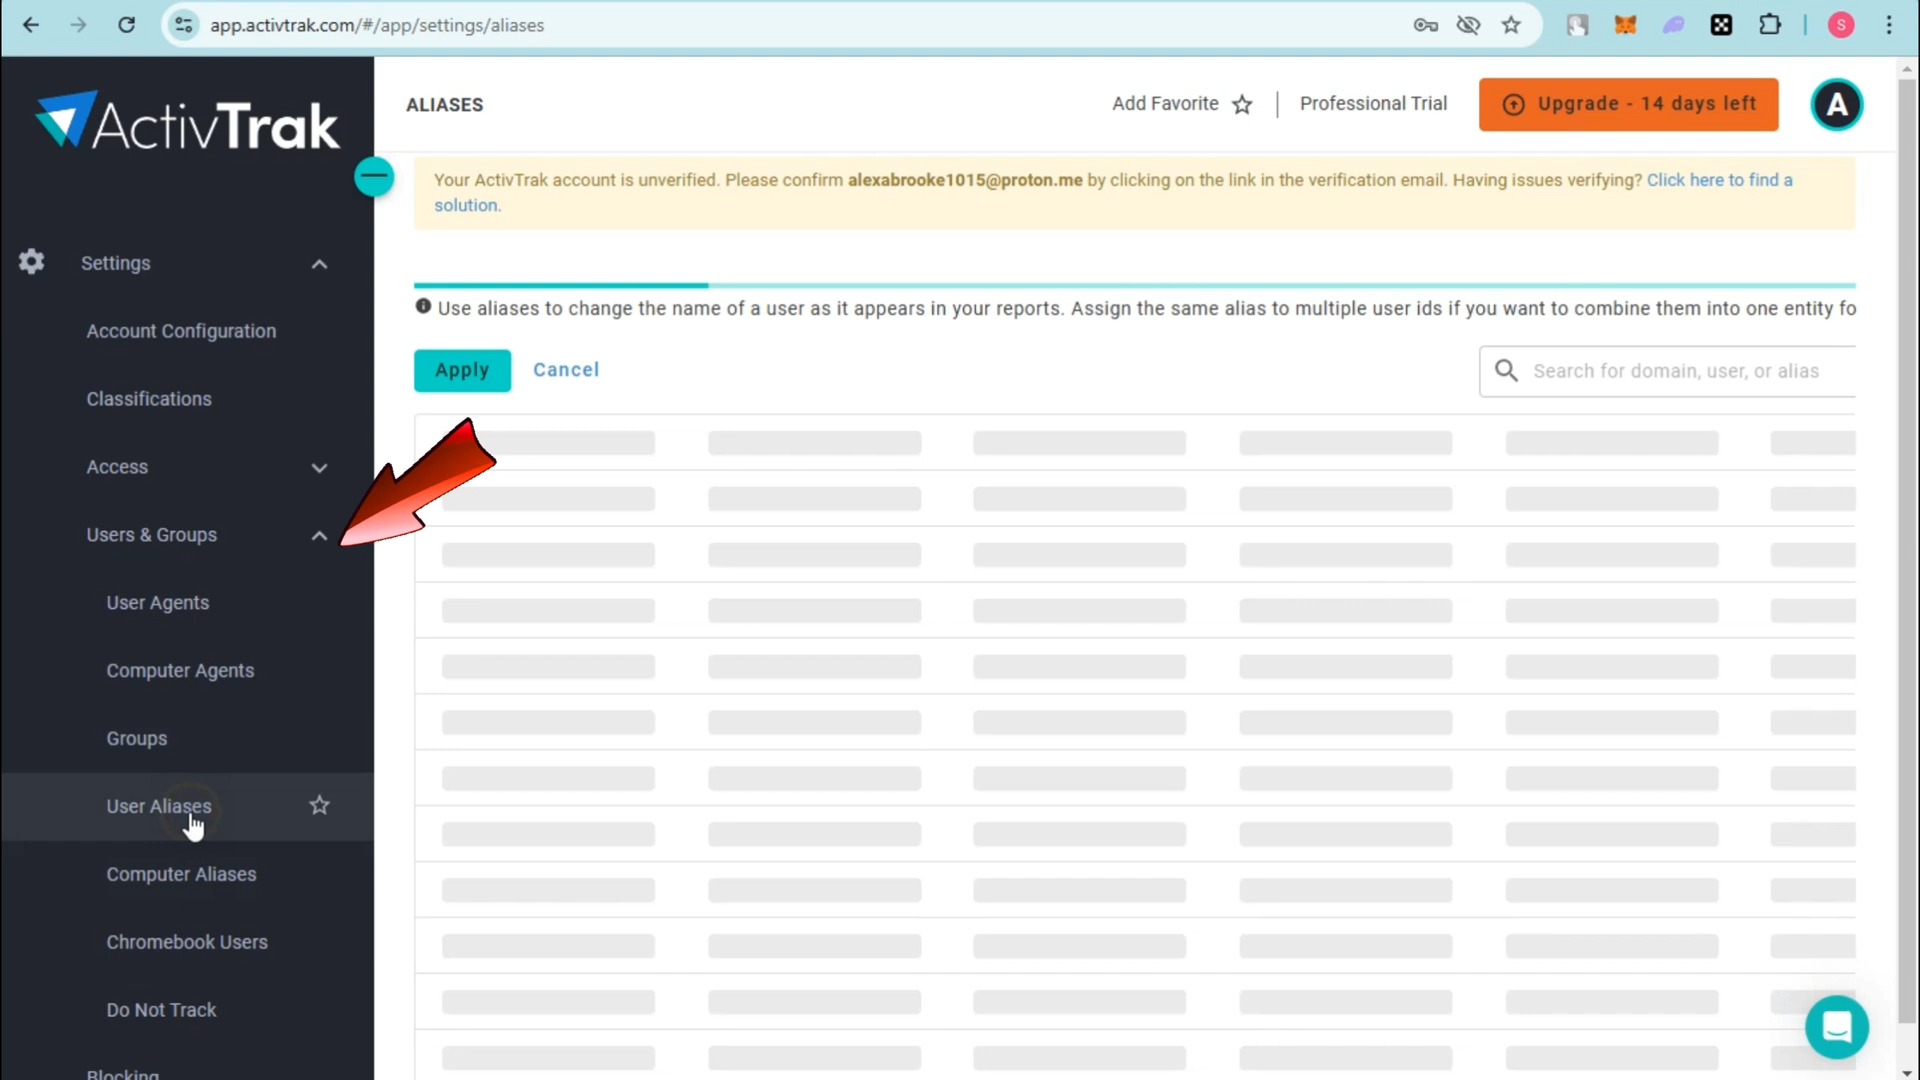 app.activtrak.com/#/app/settings/aliases
S
ActivTrak
ALIASES
Add Favorite
Professional Trial
Upgrade - 14 days left
A
Your ActivTrak account is unverified. Please confirm alexabrooke1015@proton.me by clicking on the link in the verification email. Having issues verifying? Click here to find a
solution.
Settings
Account Configuration
Classifications
Access
Users & Groups
User Agents
Computer Agents
Groups
User Aliases
Computer Aliases
Chromebook Users
Do Not Track
Blocking
Use aliases to change the name of a user as it appears in your reports. Assign the same alias to multiple user ids if you want to combine them into one entity fo
Apply
Cancel
Search for domain, user, or alias